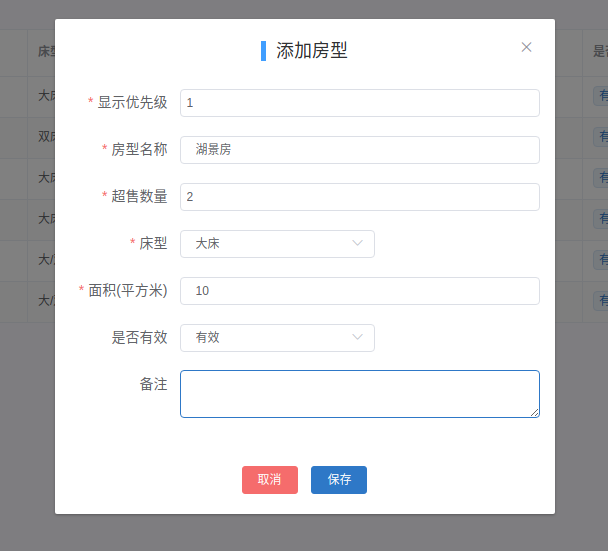 添加房型
* 显示优先级 1
* 房型名称 湖景房
* 超售数量 2
* 床型 大床
* 面积(平方米) 10
是否有效 有效
备注
取消 保存